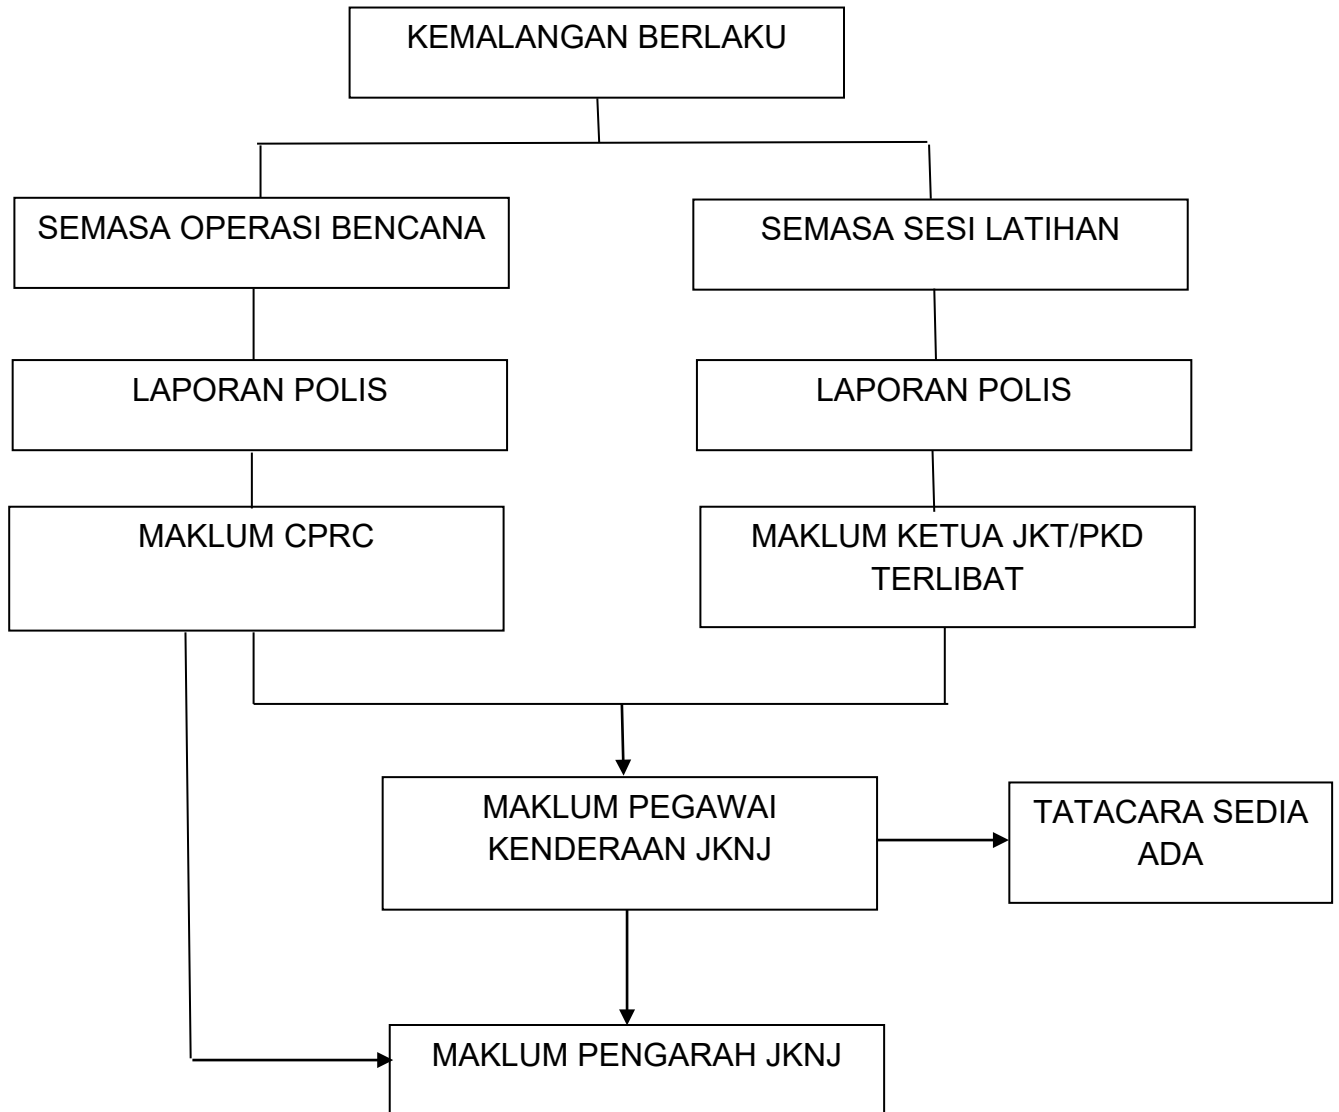 KEMALANGAN BERLAKU
SEMASA OPERASI BENCANA
SEMASA SESI LATIHAN
LAPORAN POLIS
LAPORAN POLIS
MAKLUM CPRC
MAKLUM KETUA JKT/PKD
TERLIBAT
MAKLUM PEGAWAI
KENDERAAN JKNJ
TATACARA SEDIA
ADA
MAKLUM PENGARAH JKNJ